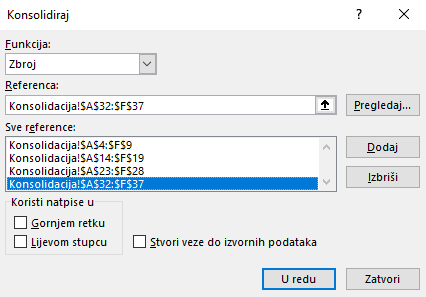 Konsolidiraj ?
Funkcija:
Zbroj
Referenca:
Konsolidacija!$A$32:$F$37
Pregledaj...
Sve reference:
Konsolidacija!$A$4:$F$9
Konsolidacija!$A$14:$F$19
Konsolidacija!$A$23:$F$28
Konsolidacija!$A$32:$F$37
Dodaj
Izbriši
Koristi natpise u
Gornjem retku
Lijevom stupcu
Stvori veze do izvornih podataka
U redu
Zatvori